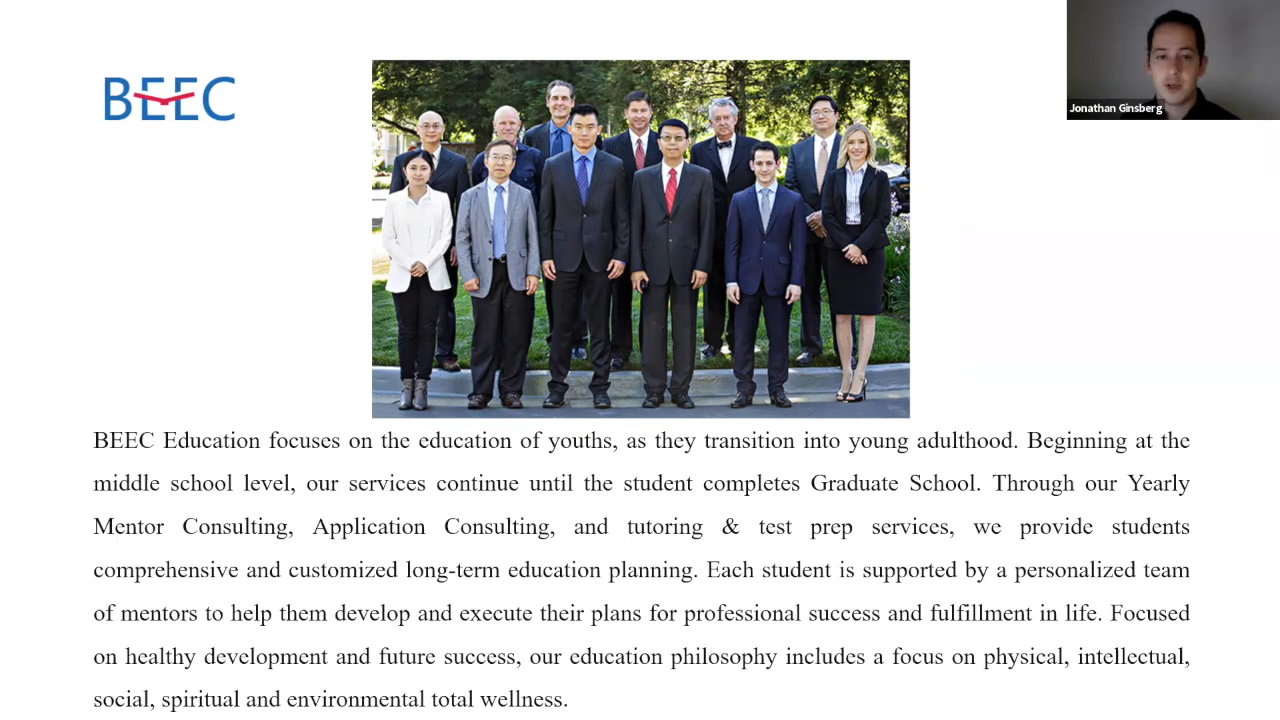 BEEC
Jonathan Ginsberg
BEEC Education focuses on the education of youths, as they transition into young adulthood. Beginning at the
middle school level, our services continue until the student completes Graduate School. Through our Yearly
Mentor Consulting, Application Consulting, and tutoring & test prep services, we provide students
comprehensive and customized long-term education planning. Each student is supported by a personalized team
of mentors to help them develop and execute their plans for professional success and fulfillment in life. Focused
on healthy development and future success, our education philosophy includes a focus on physical, intellectual,
social, spiritual and environmental total wellness.